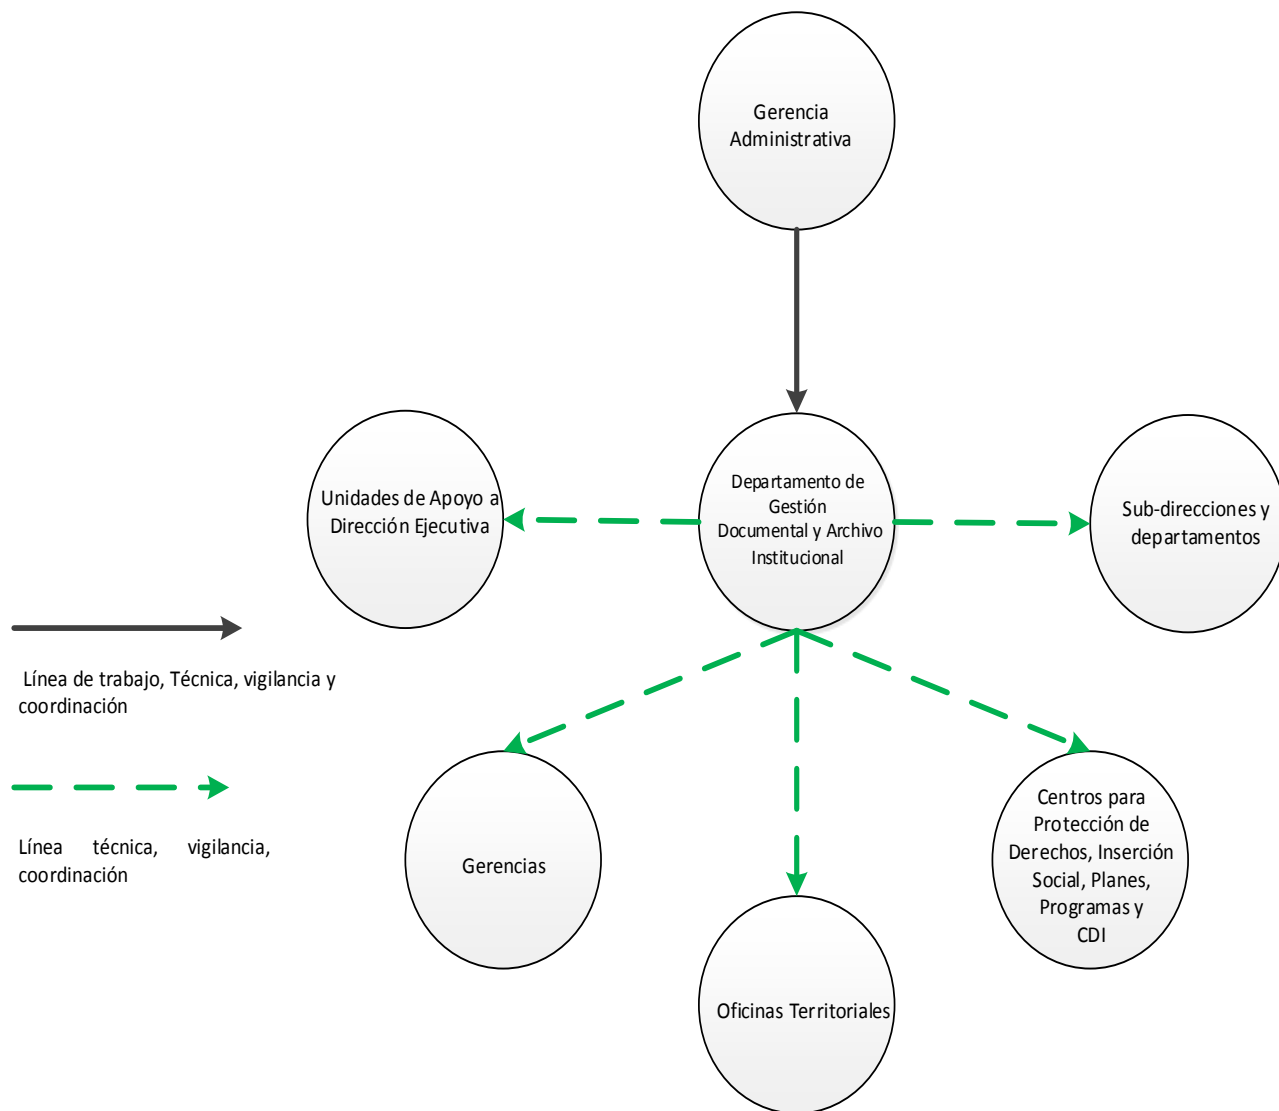 Gerencia
Administrativa
Departamento de
Gestión
Documental y Archivo
Institucional
Unidades de Apoyo a
Dirección Ejecutiva
Sub-direcciones y
departamentos
Línea de trabajo, Técnica, vigilancia y
coordinación
Línea técnica, vigilancia,
coordinación
Gerencias
Oficinas Territoriales
Centros para
Protección de
Derechos, Inserción
Social, Planes,
Programas y
CDI